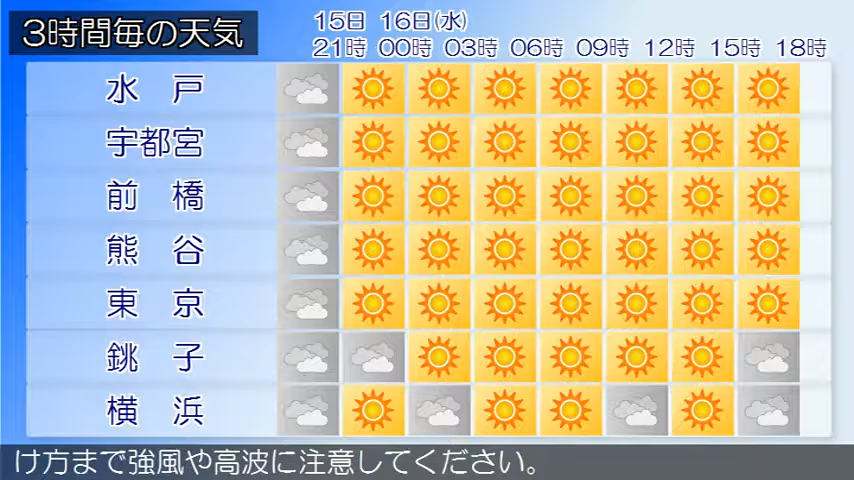 3時間毎の天気
15日 16日(水)
21時 00時 03時 06時 09時 12時 15時 18時
水戸
宇都宮
前橋
熊谷
東京
銚子
横浜
け方まで強風や高波に注意してください。